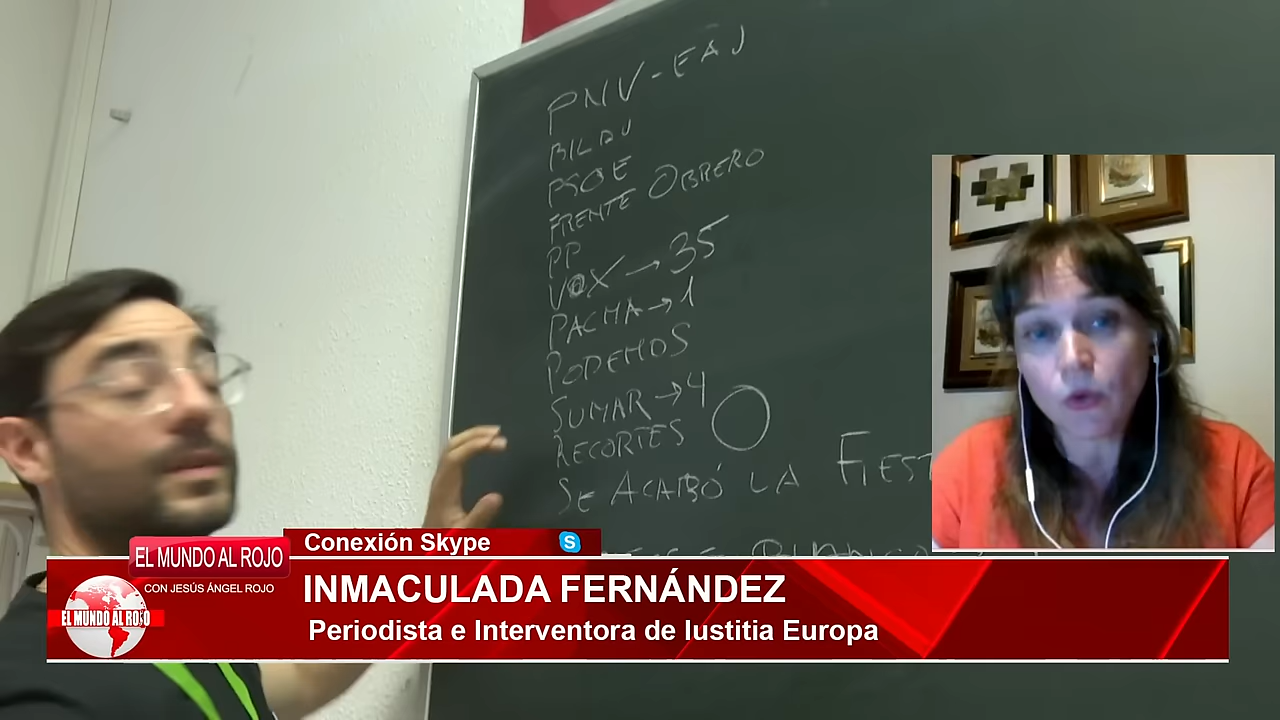 PNV-EAJ
BILDU
PSOE
FRENTE OBRERO
PP
VOX → 35
PACMA → 1
PODEMOS
SUMAR → 4
RECORTES
SE ACABÓ LA FIEST
Conexión Skype
EL MUNDO AL ROJO
CON JESÚS ÁNGEL ROJO
EL MUNDO AL ROJO
INMACULADA FERNÁNDEZ
Periodista e Interventora de Iustitia Europa